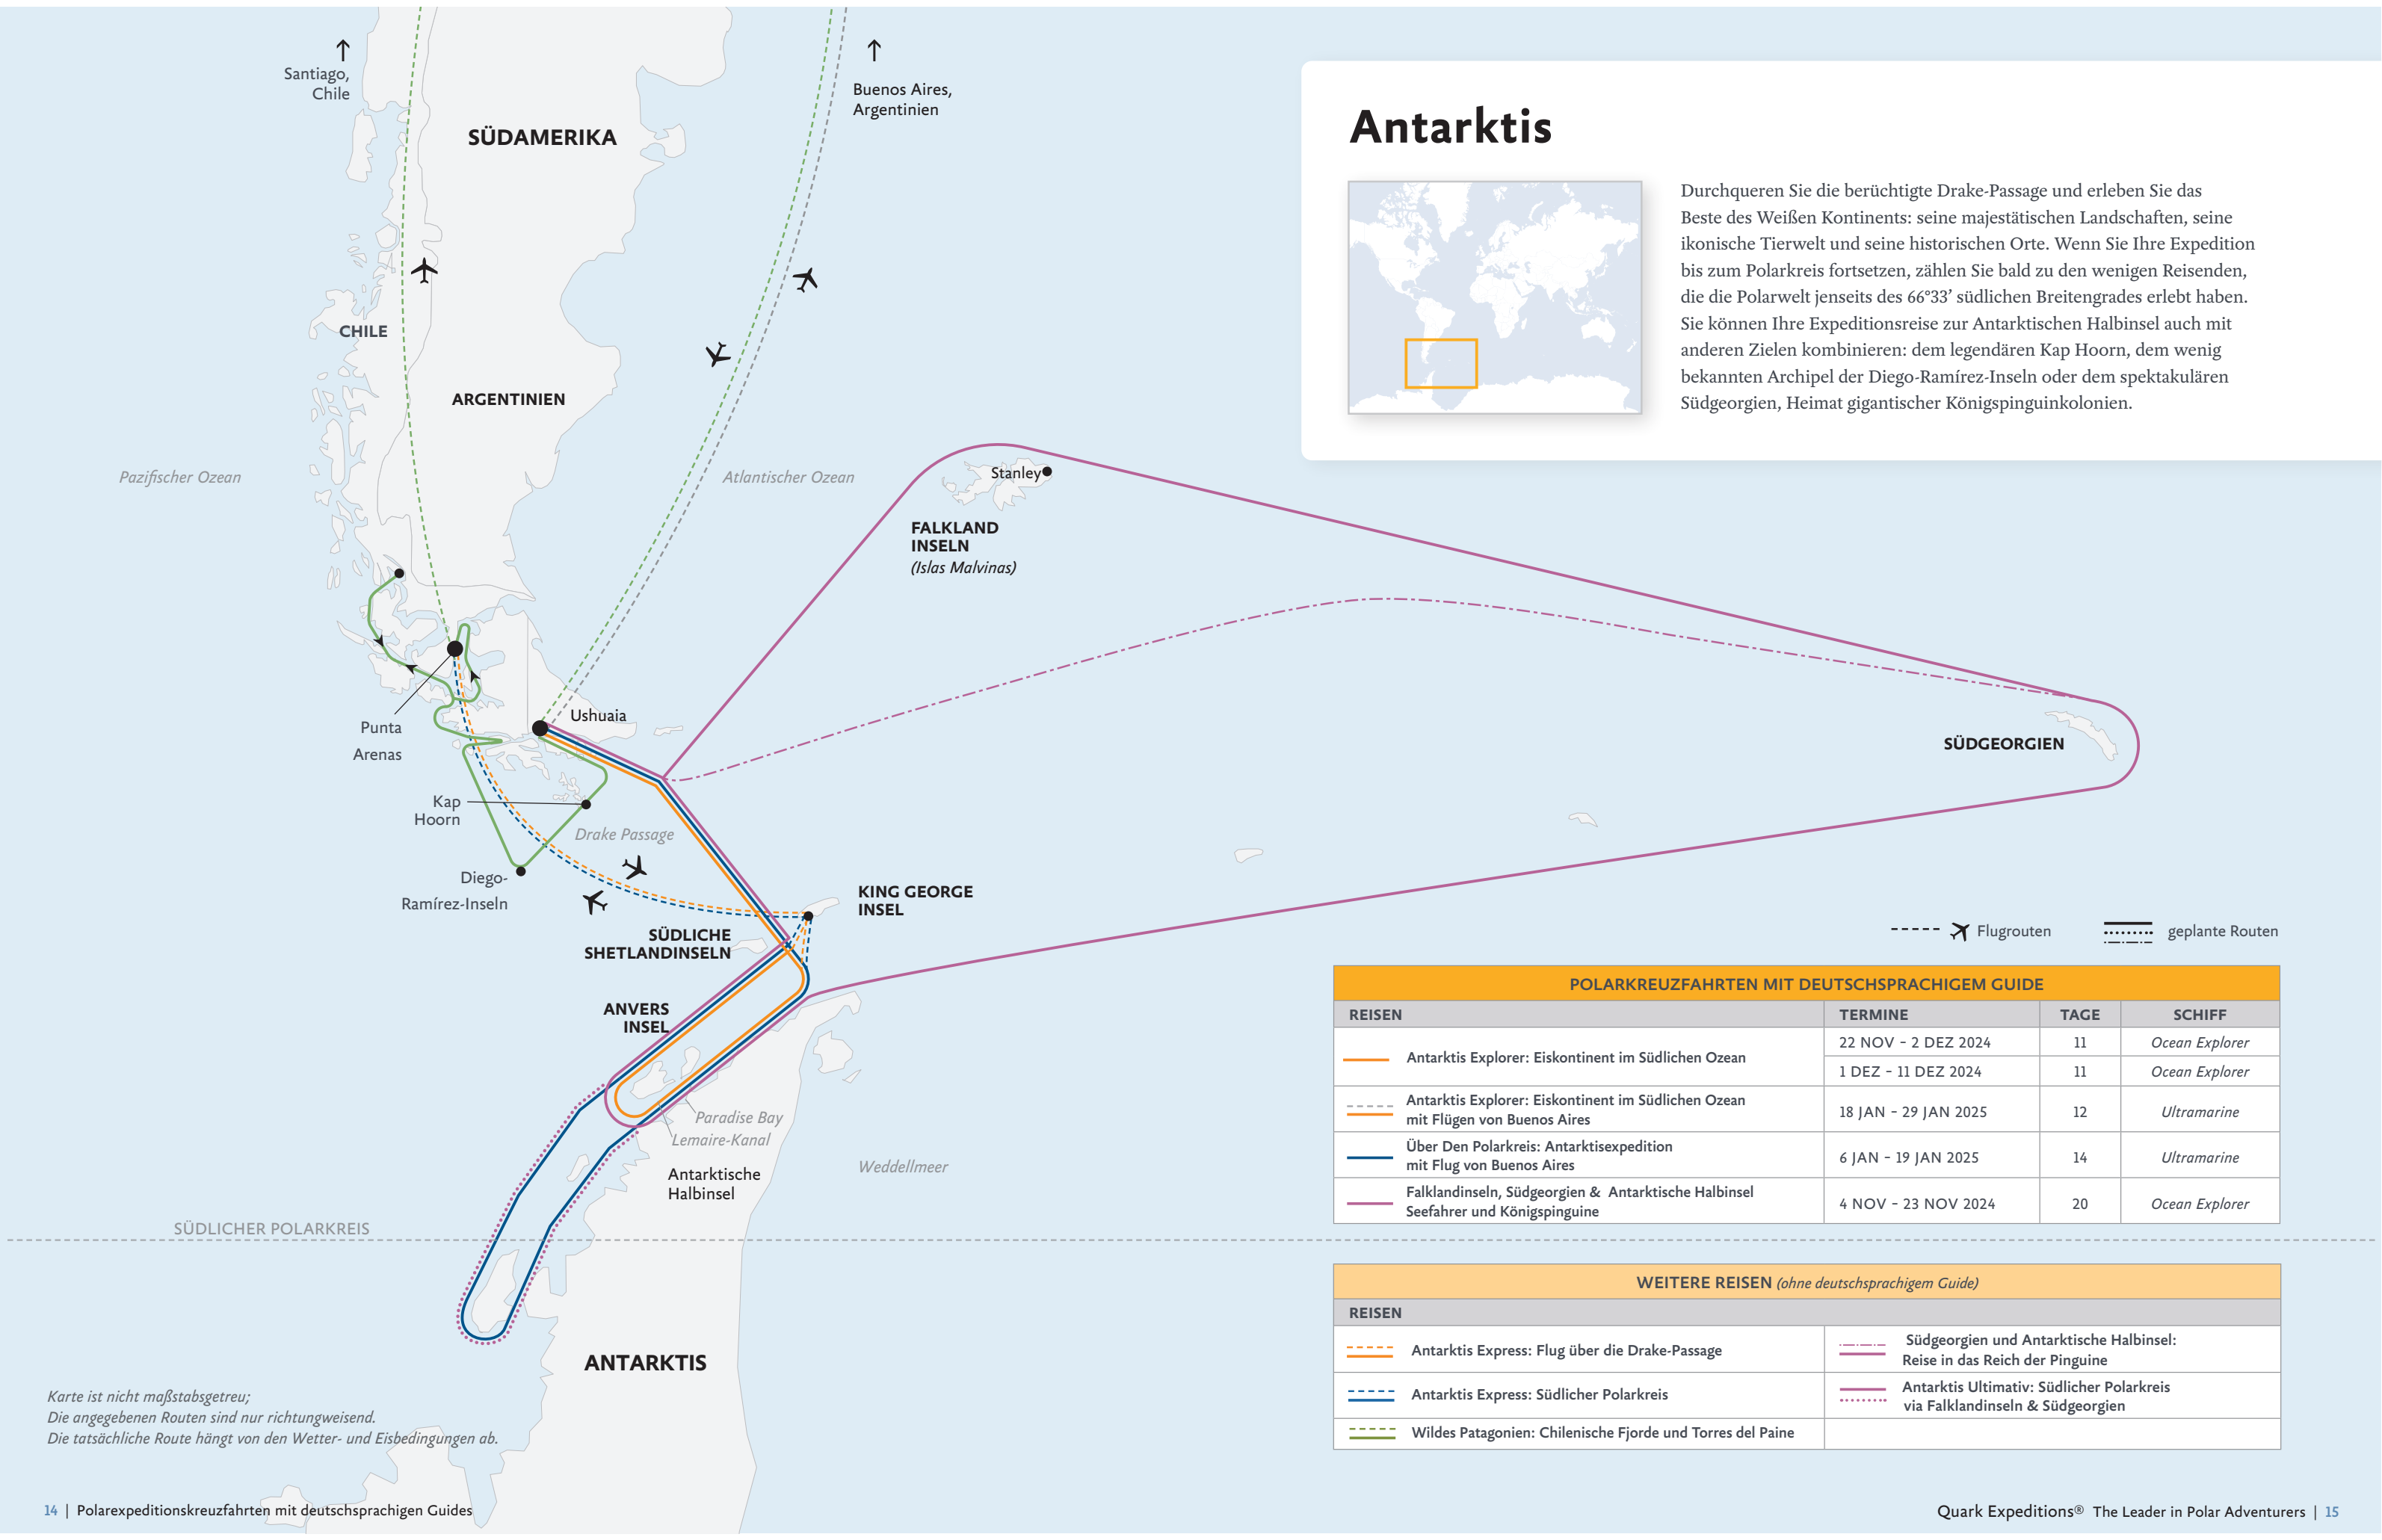 Santiago,
Chile
Buenos Aires,
Argentinien
SÜDAMERIKA
CHILE
ARGENTINIEN
Pazifischer Ozean
Atlantischer Ozean
Stanley
FALKLAND
INSELN
(Islas Malvinas)
Ushuaia
Punta
Arenas
Kap
Hoorn
Drake Passage
Diego-
Ramírez-Inseln
SÜDGEORGIEN
KING GEORGE
INSEL
SÜDLICHE
SHETLANDINSELN
ANVERS
INSEL
Paradise Bay
Lemaire-Kanal
Antarktische
Halbinsel
Weddellmeer
SÜDLICHER POLARKREIS
ANTARKTIS
Karte ist nicht maßstabsgetreu;
Die angegebenen Routen sind nur richtungweisend.
Die tatsächliche Route hängt von den Wetter- und Eisbedingungen ab.
14 | Polarexpeditionskreuzfahrten mit deutschsprachigen Guides
Antarktis
Durchqueren Sie die berüchtigte Drake-Passage und erleben Sie das
Beste des Weißen Kontinents: seine majestätischen Landschaften, seine
ikonische Tierwelt und seine historischen Orte. Wenn Sie Ihre Expedition
bis zum Polarkreis fortsetzen, zählen Sie bald zu den wenigen Reisenden,
die die Polarwelt jenseits des 66°33’ südlichen Breitengrades erlebt haben.
Sie können Ihre Expeditionsreise zur Antarktischen Halbinsel auch mit
anderen Zielen kombinieren: dem legendären Kap Hoorn, dem wenig
bekannten Archipel der Diego-Ramírez-Inseln oder dem spektakulären
Südgeorgien, Heimat gigantischer Königspinguinkolonien.
Flugrouten geplante Routen
POLARKREUZFAHRTEN MIT DEUTSCHSPRACHIGEM GUIDE
REISEN TERMINE TAGE SCHIFF
Antarktis Explorer: Eiskontinent im Südlichen Ozean
22 NOV – 2 DEZ 2024 11 Ocean Explorer
1 DEZ – 11 DEZ 2024 11 Ocean Explorer
Antarktis Explorer: Eiskontinent im Südlichen Ozean
mit Flügen von Buenos Aires
18 JAN – 29 JAN 2025 12 Ultramarine
Über Den Polarkreis: Antarktisexpedition
mit Flug von Buenos Aires
6 JAN – 19 JAN 2025 14 Ultramarine
Falklandinseln, Südgeorgien & Antarktische Halbinsel
Seefahrer und Königspinguine
4 NOV – 23 NOV 2024 20 Ocean Explorer
WEITERE REISEN (ohne deutschsprachigem Guide)
REISEN
Antarktis Express: Flug über die Drake-Passage
Südgeorgien und Antarktische Halbinsel:
Reise in das Reich der Pinguine
Antarktis Express: Südlicher Polarkreis
Antarktis Ultimativ: Südlicher Polarkreis
via Falklandinseln & Südgeorgien
Wildes Patagonien: Chilenische Fjorde und Torres del Paine
Quark Expeditions® The Leader in Polar Adventurers | 15